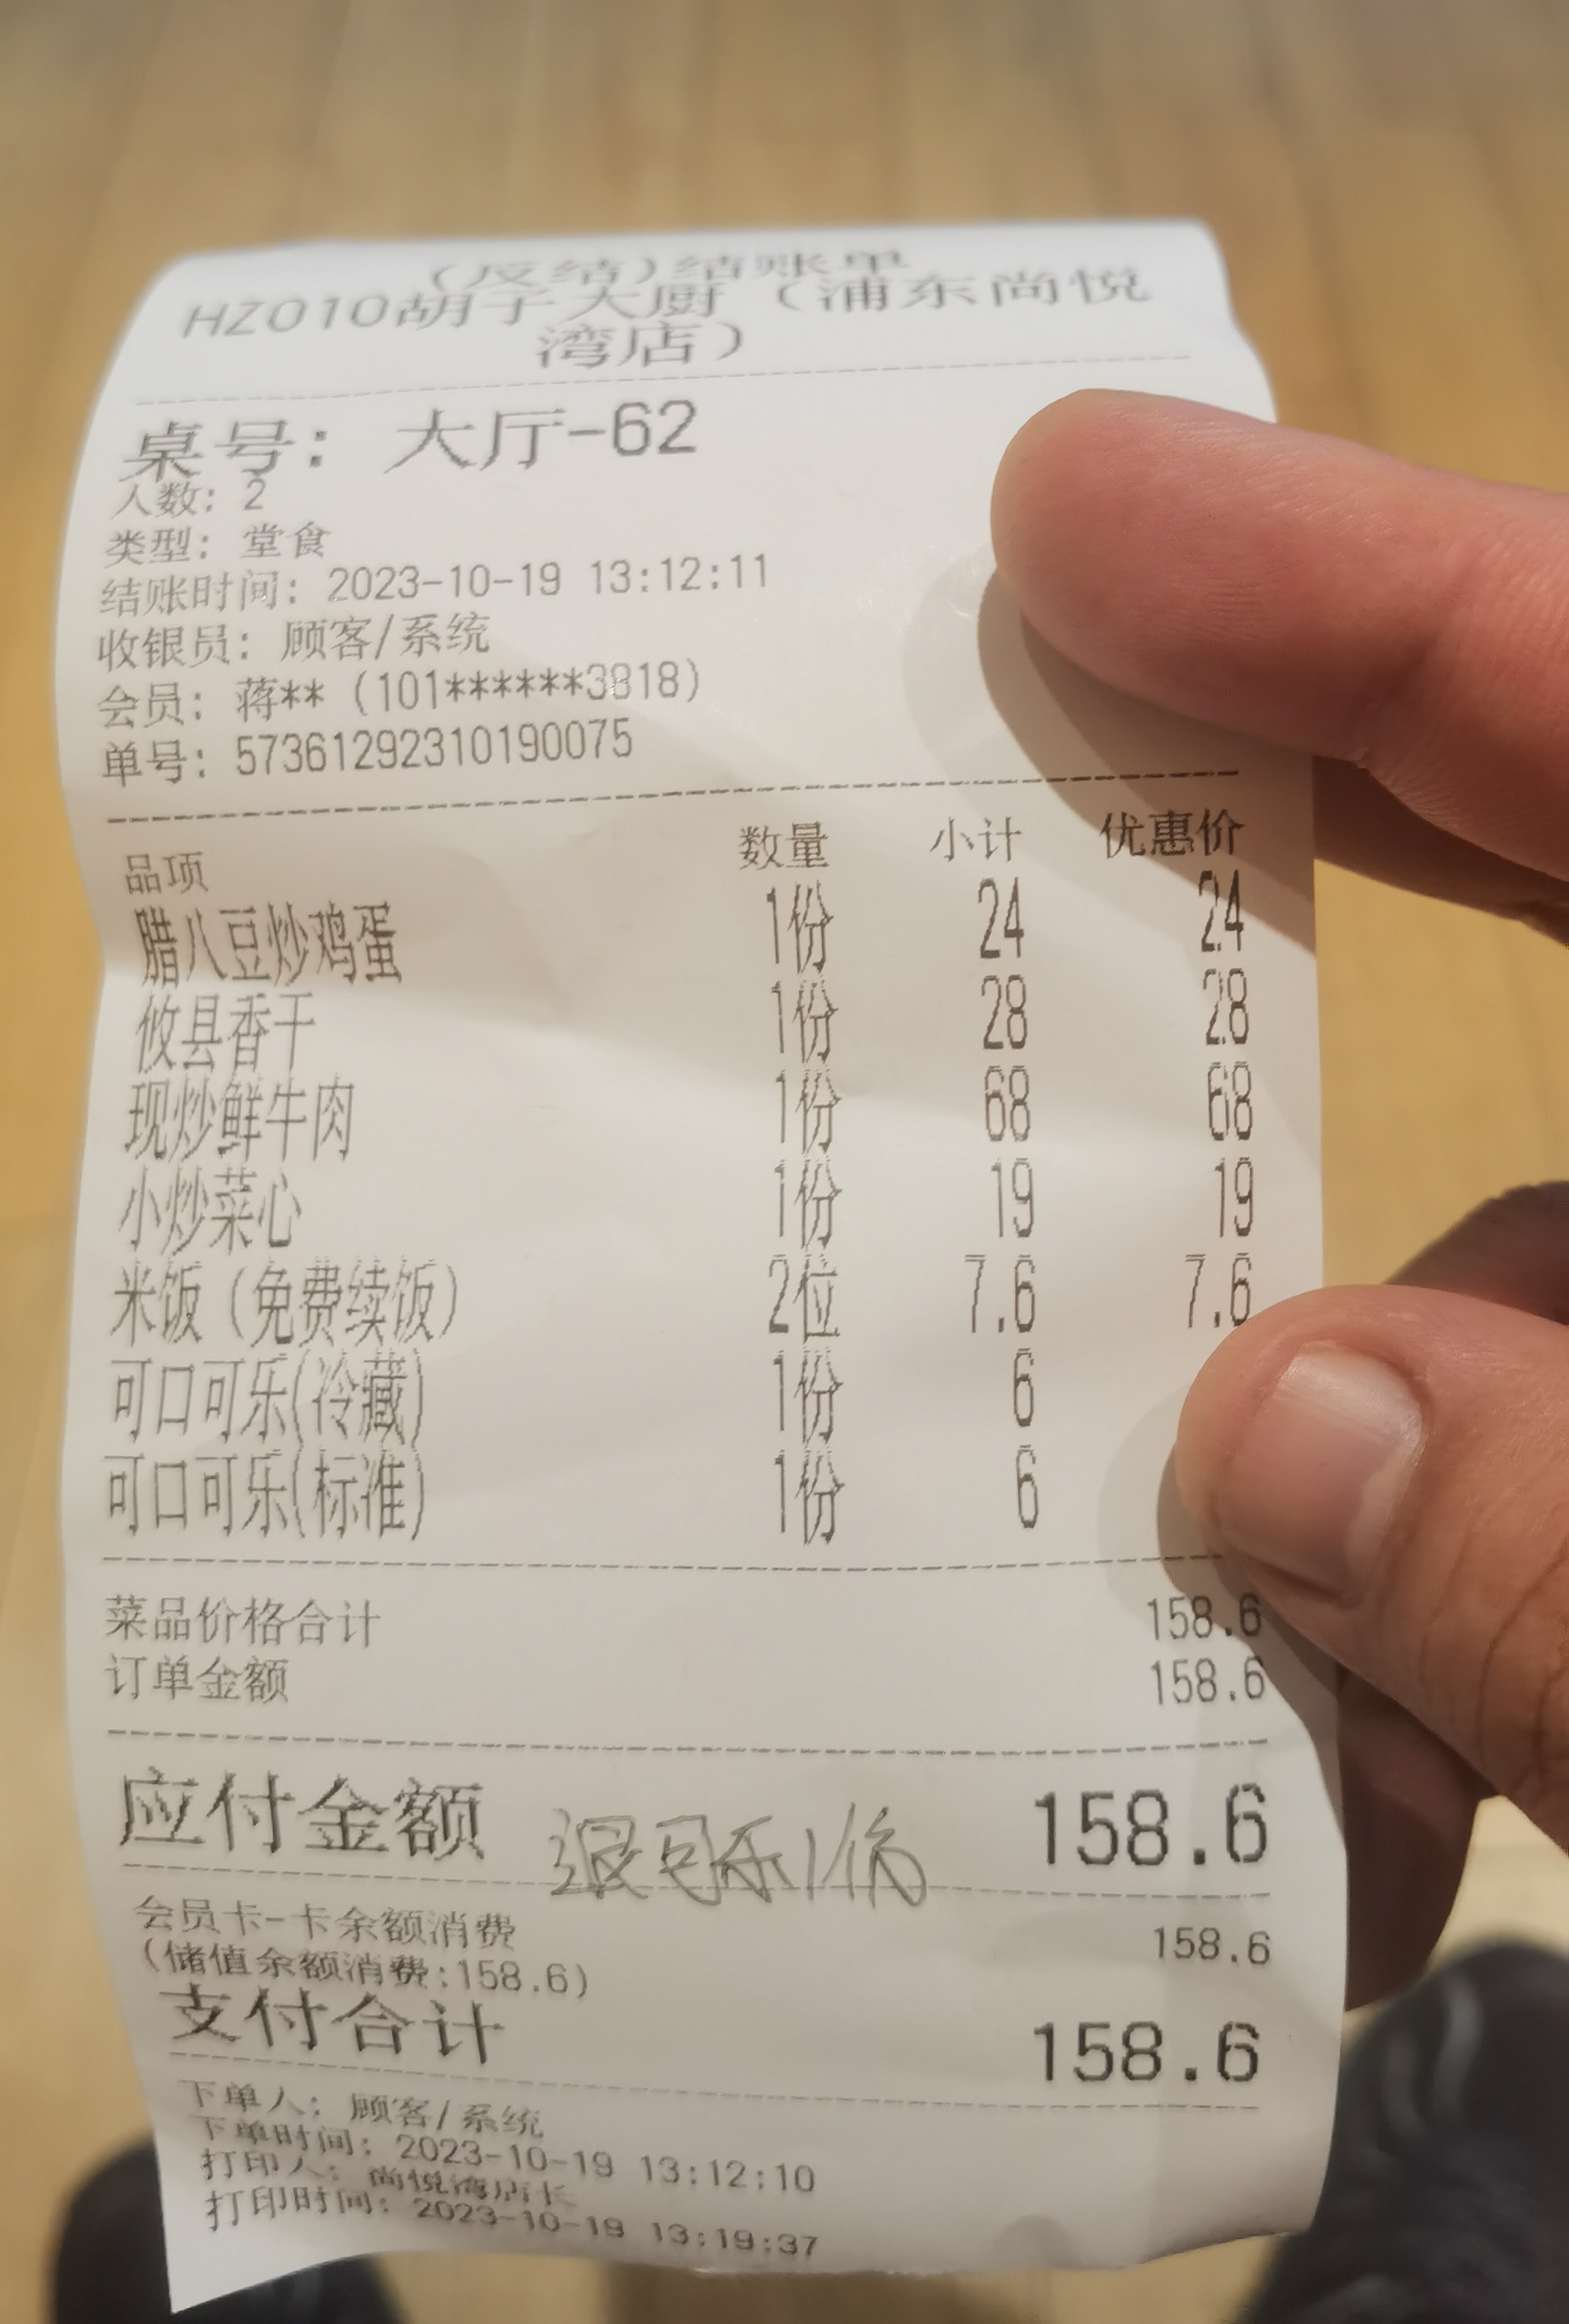 (反结)结账单
HZ010胡子大厨（浦东尚悦
湾店）
桌号： 大厅-62
人数：2
类型：堂食
结账时间：2023-10-19 13:12:11
收银员：顾客/系统
会员：蒋**（101******3818）
单号：57361292310190075
品项 数量 小计 优惠价
腊八豆炒鸡蛋 1份 24 24
攸县香干 1份 28 28
现炒鲜牛肉 1份 68 68
小炒菜心 1份 19 19
米饭（免费续饭） 2位 7.6 7.6
可口可乐(冷藏) 1份 6
可口可乐(标准) 1份 6
菜品价格合计 158.6
订单金额 158.6
应付金额 158.6
退可乐1份
会员卡-卡余额消费 158.6
(储值余额消费:158.6)
支付合计 158.6
下单人：顾客/系统
下单时间：2023-10-19 13:12:10
打印人：尚悦湾店长
打印时间：2023-10-19 13:19:37